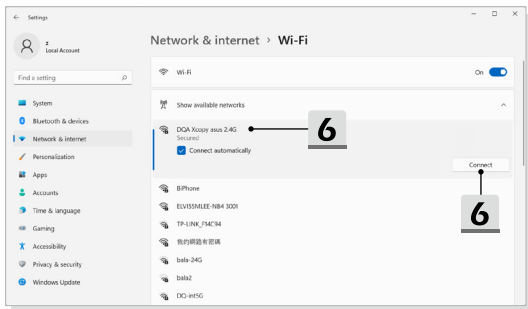 Settings
z
Local Account
Find a setting
System
Bluetooth & devices
Network & internet
Personalization
Apps
Accounts
Time & language
Gaming
Accessibility
Privacy & security
Windows Update
Network & internet > Wi-Fi
Wi-Fi
On
Show available networks
DQA Xcopy asus 2.4G
Secured
Connect automatically
6
Connect
6
BiPhone
ELVISSMLEE-NB4 3001
TP-LINK_F14C94
我的網路有密碼
bala-24G
bala2
DQ-int5G